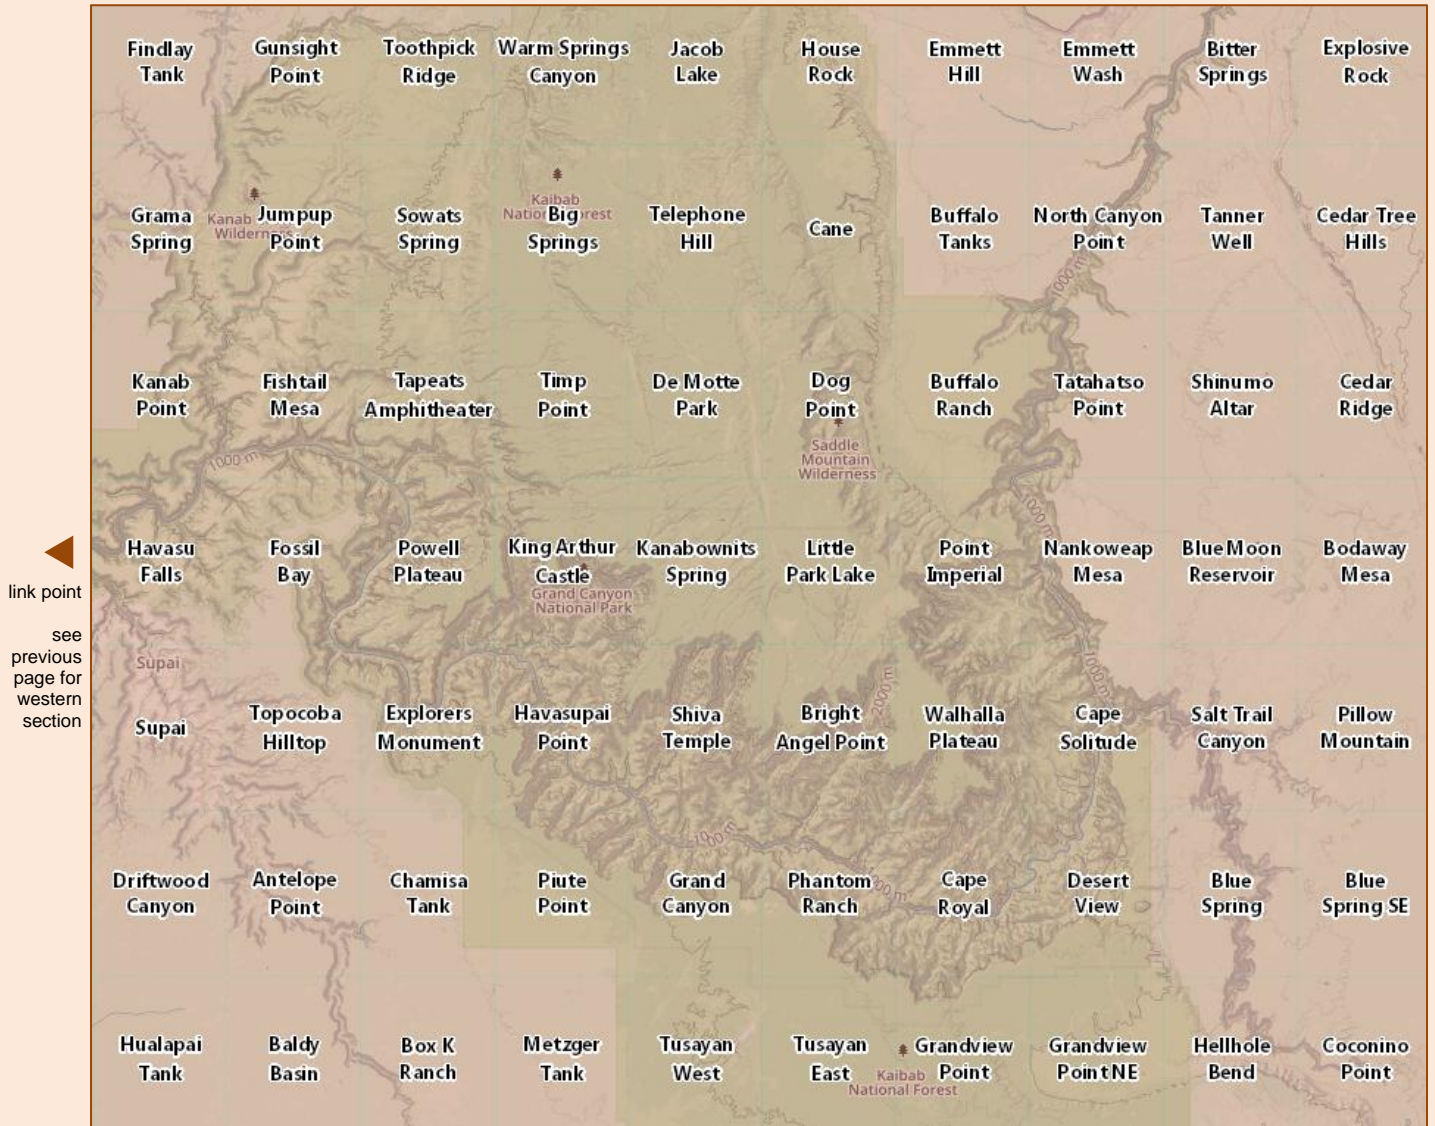 Findlay
Tank
Gunsight
Point
Toothpick
Ridge
Warm Springs
Canyon
Jacob
Lake
House
Rock
Emmett
Hill
Emmett
Wash
Bitter
Springs
Explosive
Rock
Grama
Spring
Kanab
Wilderness
Jumpup
Point
Sowats
Spring
Kaibab
National Forest
Big
Springs
Telephone
Hill
Cane
Buffalo
Tanks
North Canyon
Point
Tanner
Well
Cedar Tree
Hills
1000 m
Kanab
Point
Fishtail
Mesa
Tapeats
Amphitheater
Timp
Point
De Motte
Park
Dog
Point
Buffalo
Ranch
Tatahatso
Point
Shinumo
Altar
Cedar
Ridge
Saddle
Mountain
Wilderness
1000 m
1000 m
Havasu
Falls
Fossil
Bay
Powell
Plateau
King Arthur
Castle
Grand Canyon
National Park
Kanabownits
Spring
Little
Park Lake
Point
Imperial
Nankoweap
Mesa
Blue Moon
Reservoir
Bodaway
Mesa
link point
see
previous
page for
western
section
Supai
1000 m
2000 m
Supai
Topocoba
Hilltop
Explorers
Monument
Havasupai
Point
Shiva
Temple
Bright
Angel Point
Walhalla
Plateau
Cape
Solitude
Salt Trail
Canyon
Pillow
Mountain
1000 m
1000 m
Driftwood
Canyon
Antelope
Point
Chamisa
Tank
Piute
Point
Grand
Canyon
Phantom
Ranch
Cape
Royal
Desert
View
Blue
Spring
Blue
Spring SE
Hualapai
Tank
Baldy
Basin
Box K
Ranch
Metzger
Tank
Tusayan
West
Tusayan
East
Kaibab
National Forest
Grandview
Point
Grandview
Point NE
Hellhole
Bend
Coconino
Point